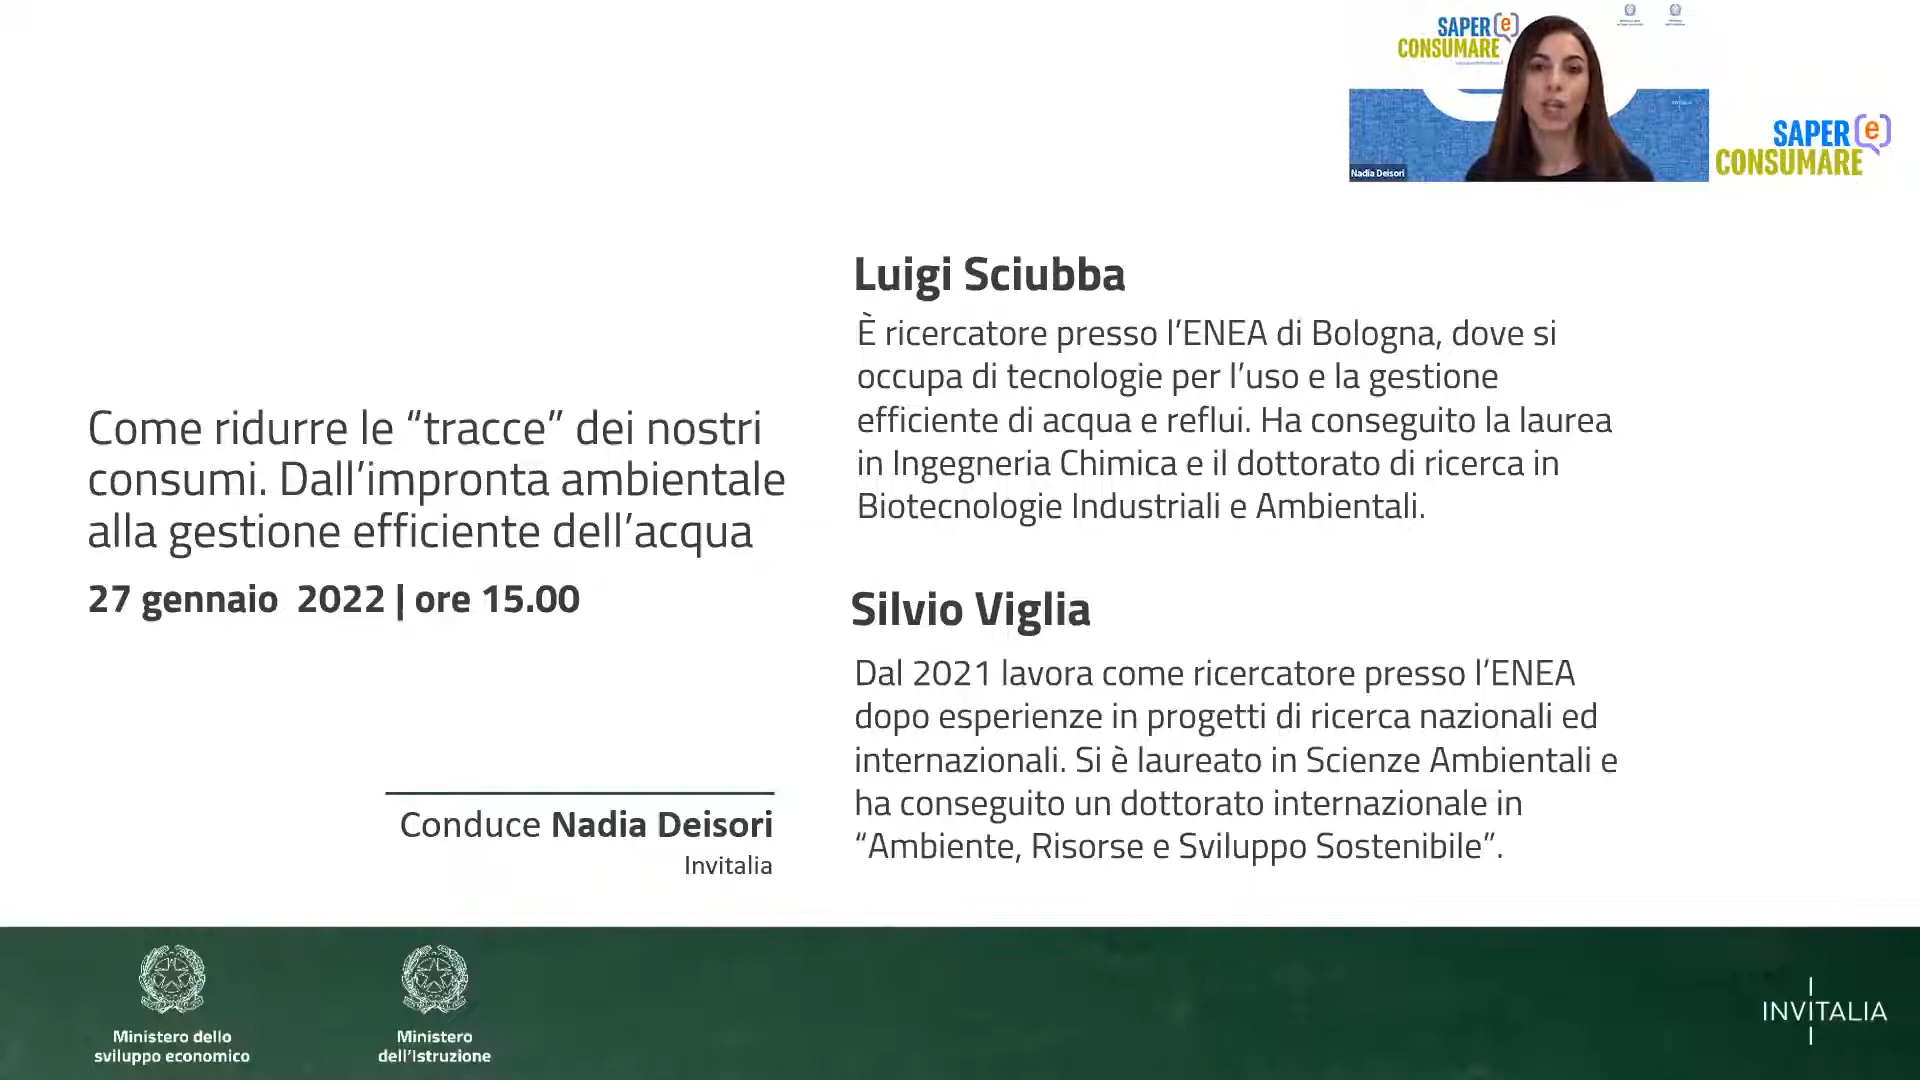 SAPER(e)
CONSUMARE
Nadia Deisori
SAPER(e)
CONSUMARE
Come ridurre le “tracce” dei nostri
consumi. Dall’impronta ambientale
alla gestione efficiente dell’acqua
27 gennaio 2022 | ore 15.00
Conduce Nadia Deisori
Invitalia
Luigi Sciubba
È ricercatore presso l’ENEA di Bologna, dove si
occupa di tecnologie per l’uso e la gestione
efficiente di acqua e reflui. Ha conseguito la laurea
in Ingegneria Chimica e il dottorato di ricerca in
Biotecnologie Industriali e Ambientali.
Silvio Viglia
Dal 2021 lavora come ricercatore presso l’ENEA
dopo esperienze in progetti di ricerca nazionali ed
internazionali. Si è laureato in Scienze Ambientali e
ha conseguito un dottorato internazionale in
“Ambiente, Risorse e Sviluppo Sostenibile”.
Ministero dello
sviluppo economico
Ministero
dell’Istruzione
INVITALIA